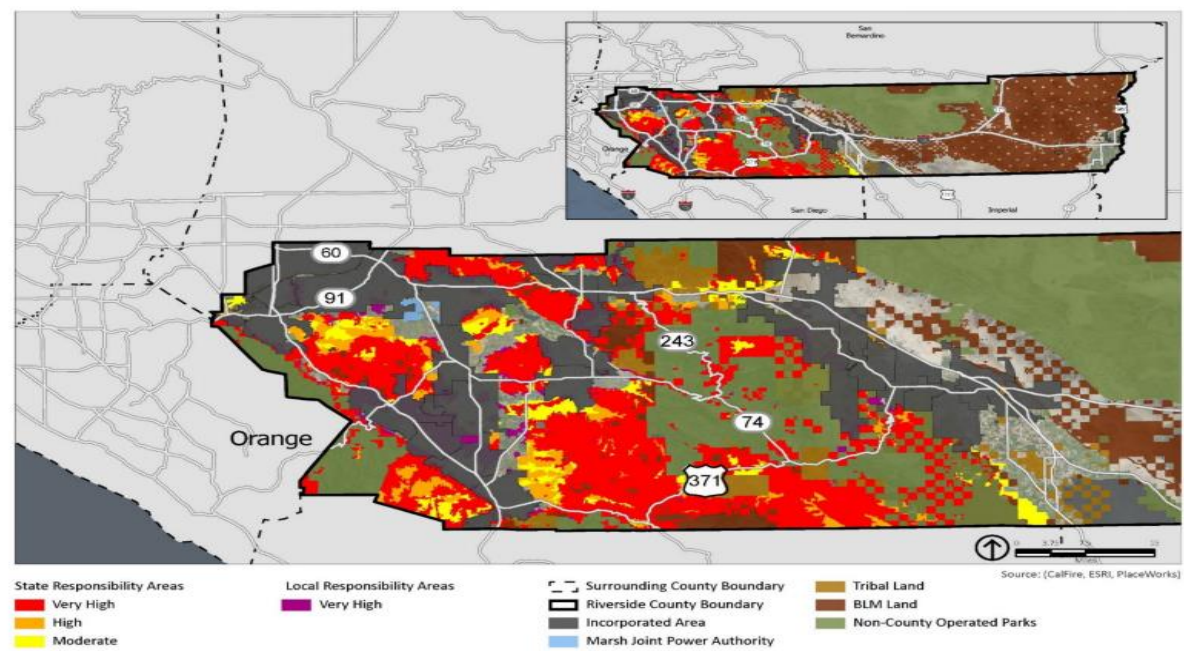 San
Bernardino
Orange
San Diego
Imperial
60
91
243
Orange
74
371
Source: (CalFire, ESRI, PlaceWorks)
State Responsibility Areas
Very High
High
Moderate
Local Responsibility Areas
Very High
Surrounding County Boundary
Riverside County Boundary
Incorporated Area
Marsh Joint Power Authority
Tribal Land
BLM Land
Non-County Operated Parks